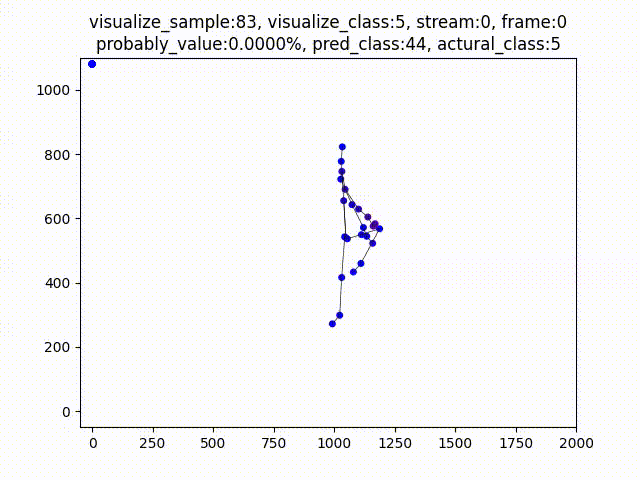 visualize_sample:83, visualize_class:5, stream:0, frame:0
probably_value:0.0000%, pred_class:44, actural_class:5
1000
800
600
400
200
0
0 250 500 750 1000 1250 1500 1750 2000